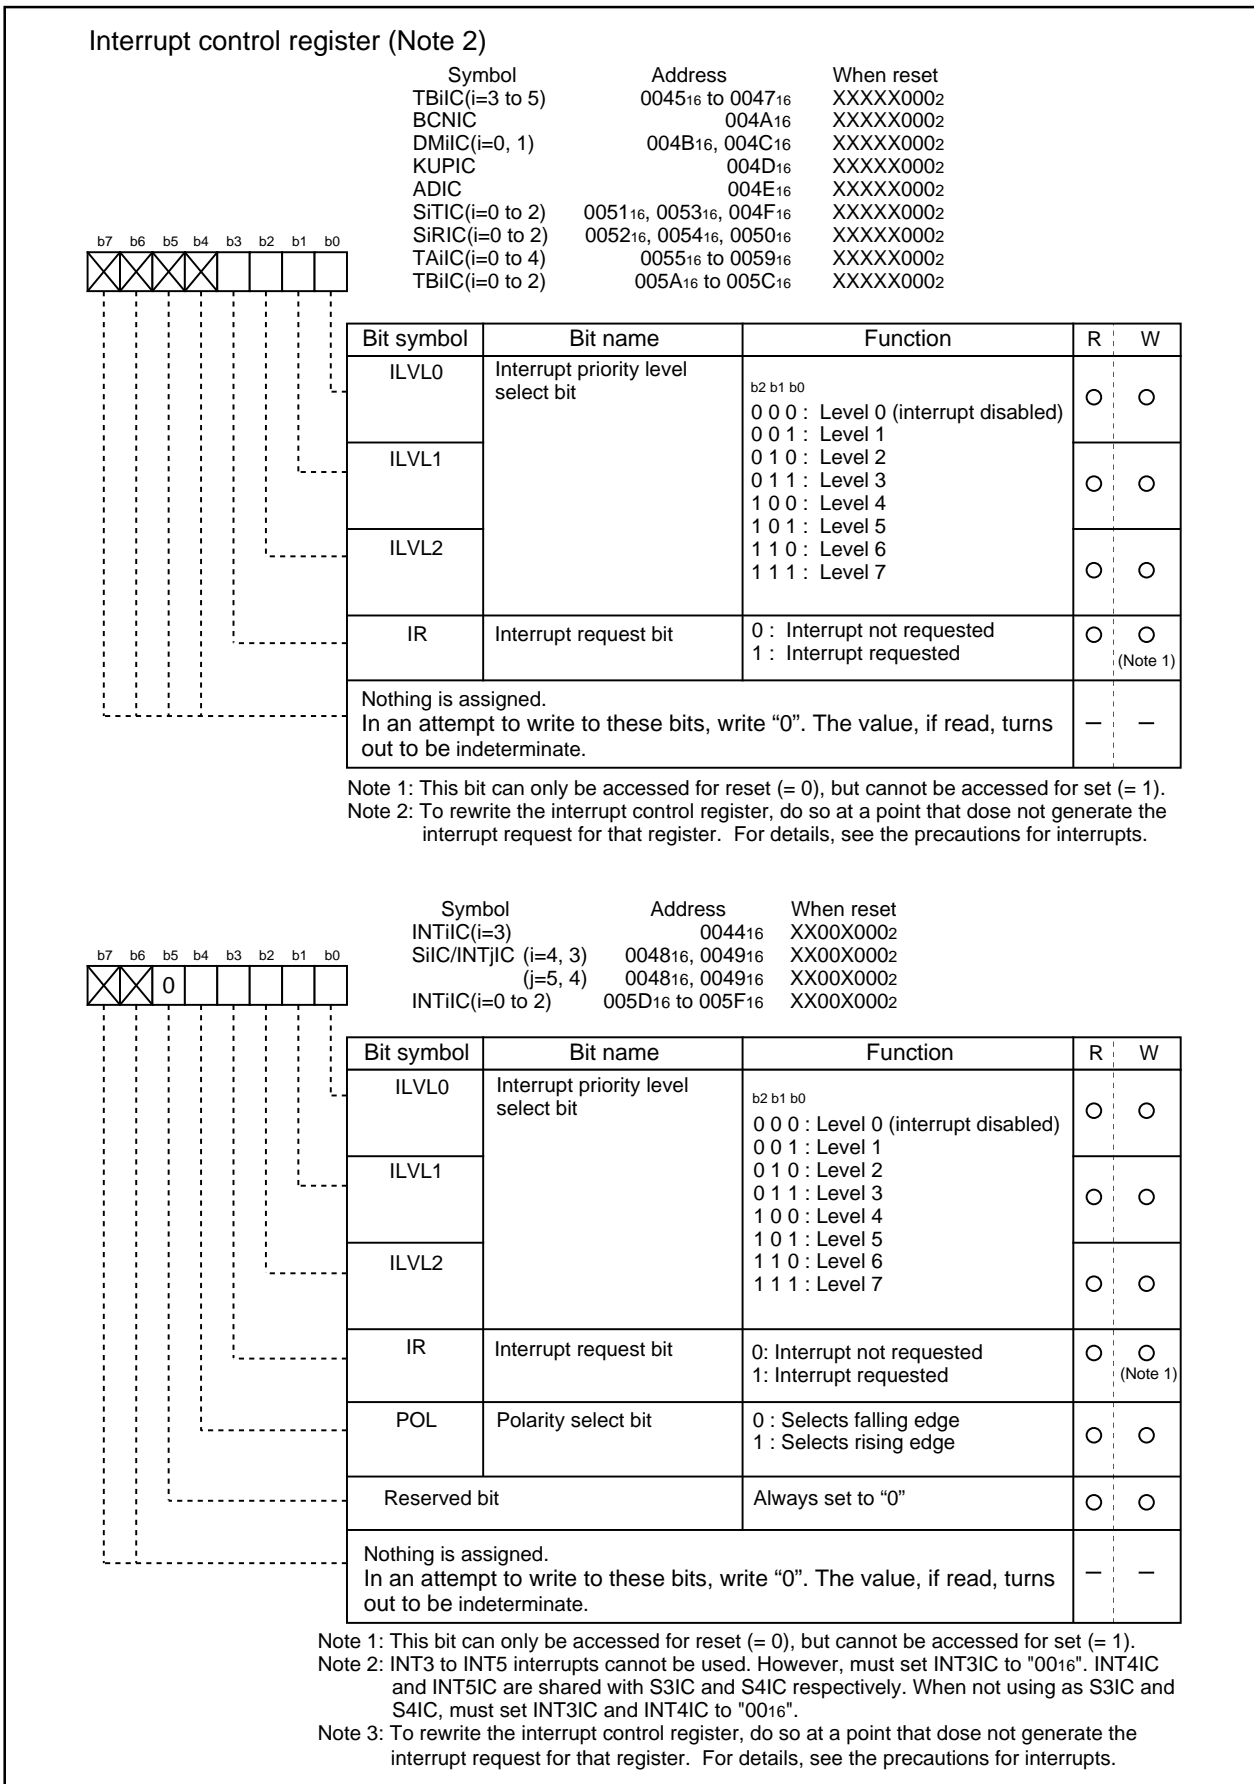 Interrupt control register (Note 2)
Symbol Address When reset
TBiIC(i=3 to 5) 004516 to 004716 XXXXX0002
BCNIC 004A16 XXXXX0002
DMiIC(i=0, 1) 004B16, 004C16 XXXXX0002
KUPIC 004D16 XXXXX0002
ADIC 004E16 XXXXX0002
SiTIC(i=0 to 2) 005116, 005316, 004F16 XXXXX0002
SiRIC(i=0 to 2) 005216, 005416, 005016 XXXXX0002
TAiIC(i=0 to 4) 005516 to 005916 XXXXX0002
TBiIC(i=0 to 2) 005A16 to 005C16 XXXXX0002
b7 b6 b5 b4 b3 b2 b1 b0
Bit symbol Bit name Function R W
ILVL0 Interrupt priority level
select bit
b2 b1 b0
0 0 0 : Level 0 (interrupt disabled)
0 0 1 : Level 1
ILVL1 0 1 0 : Level 2
0 1 1 : Level 3
1 0 0 : Level 4
1 0 1 : Level 5
ILVL2 1 1 0 : Level 6
1 1 1 : Level 7
IR Interrupt request bit 0 : Interrupt not requested
1 : Interrupt requested
(Note 1)
Nothing is assigned.
In an attempt to write to these bits, write “0”. The value, if read, turns
out to be indeterminate.
Note 1: This bit can only be accessed for reset (= 0), but cannot be accessed for set (= 1).
Note 2: To rewrite the interrupt control register, do so at a point that dose not generate the
interrupt request for that register. For details, see the precautions for interrupts.
Symbol Address When reset
INTiIC(i=3) 004416 XX00X0002
SiIC/INTjIC (i=4, 3) 004816, 004916 XX00X0002
(j=5, 4) 004816, 004916 XX00X0002
INTiIC(i=0 to 2) 005D16 to 005F16 XX00X0002
b7 b6 b5 b4 b3 b2 b1 b0
0
Bit symbol Bit name Function R W
ILVL0 Interrupt priority level
select bit
b2 b1 b0
0 0 0 : Level 0 (interrupt disabled)
0 0 1 : Level 1
ILVL1 0 1 0 : Level 2
0 1 1 : Level 3
1 0 0 : Level 4
1 0 1 : Level 5
ILVL2 1 1 0 : Level 6
1 1 1 : Level 7
IR Interrupt request bit 0: Interrupt not requested
1: Interrupt requested
(Note 1)
POL Polarity select bit 0 : Selects falling edge
1 : Selects rising edge
Reserved bit Always set to “0”
Nothing is assigned.
In an attempt to write to these bits, write “0”. The value, if read, turns
out to be indeterminate.
Note 1: This bit can only be accessed for reset (= 0), but cannot be accessed for set (= 1).
Note 2: INT3 to INT5 interrupts cannot be used. However, must set INT3IC to "0016". INT4IC
and INT5IC are shared with S3IC and S4IC respectively. When not using as S3IC and
S4IC, must set INT3IC and INT4IC to "0016".
Note 3: To rewrite the interrupt control register, do so at a point that dose not generate the
interrupt request for that register. For details, see the precautions for interrupts.